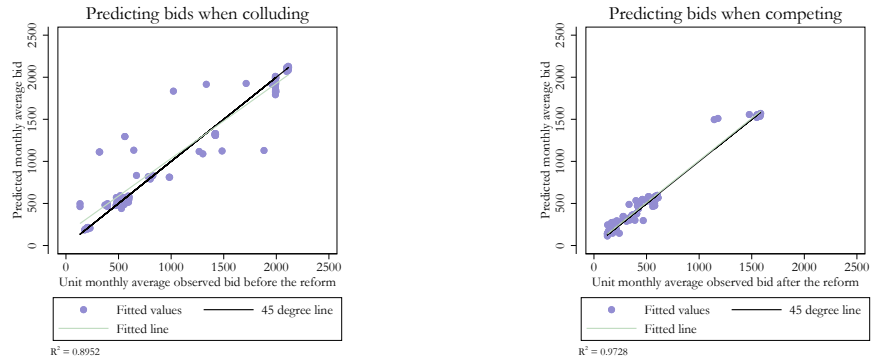 Predicting bids when colluding
Predicted monthly average bid
2500
2000
1500
1000
500
0
0 500 1000 1500 2000 2500
Unit monthly average observed bid before the reform
Fitted values 45 degree line
Fitted line
R² = 0.8952
Predicting bids when competing
Predicted monthly average bid
2500
2000
1500
1000
500
0
0 500 1000 1500 2000 2500
Unit monthly average observed bid after the reform
Fitted values 45 degree line
Fitted line
R² = 0.9728